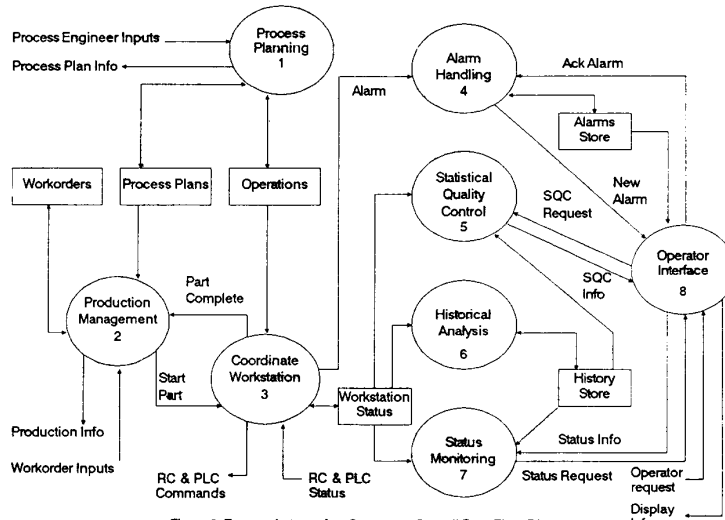 Process Engineer Inputs
Process Plan Info
Process
Planning
1
Alarm
Handling
4
Alarm
Ack Alarm
Alarms
Store
Workorders
Process Plans
Operations
Statistical
Quality
Control
5
SQC
Request
New
Alarm
Operator
Interface
8
SQC
Info
Production
Management
2
Part
Complete
Historical
Analysis
6
Coordinate
Workstation
3
Start
Part
Workstation
Status
History
Store
Production Info
Workorder Inputs
RC & PLC
Commands
RC & PLC
Status
Status
Monitoring
7
Status Info
Status Request
Operator
request
Display